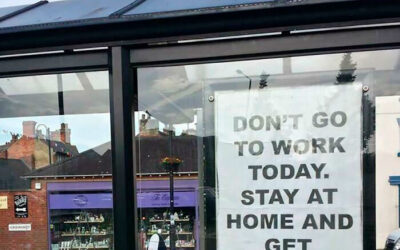 DON'T GO
TO WORK
TODAY.
STAY AT
HOME AND
GET